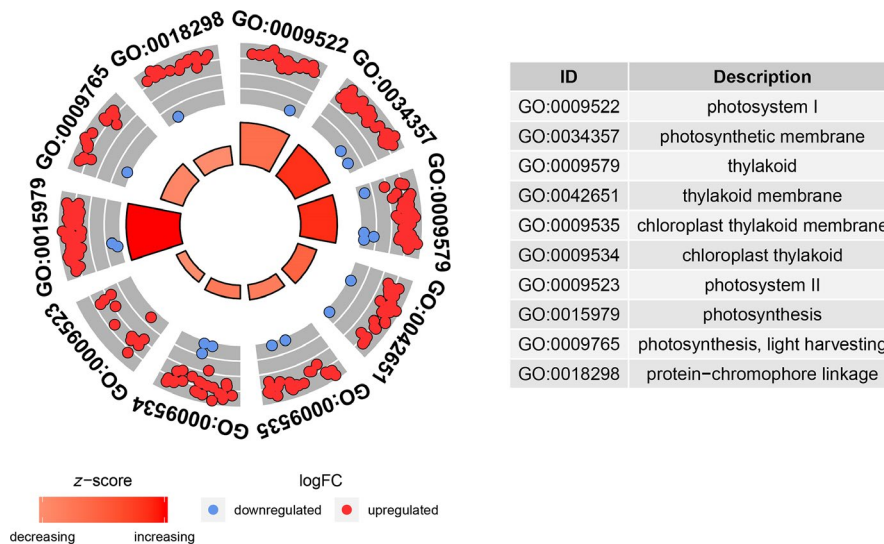 GO:0009522
GO:0034357
GO:0009579
GO:0042651
GO:0009535
GO:0009534
GO:0009523
GO:0015979
GO:0009765
GO:0018298
ID Description
GO:0009522 photosystem I
GO:0034357 photosynthetic membrane
GO:0009579 thylakoid
GO:0042651 thylakoid membrane
GO:0009535 chloroplast thylakoid membrane
GO:0009534 chloroplast thylakoid
GO:0009523 photosystem II
GO:0015979 photosynthesis
GO:0009765 photosynthesis, light harvesting
GO:0018298 protein−chromophore linkage
z−score
decreasing increasing
logFC
downregulated upregulated